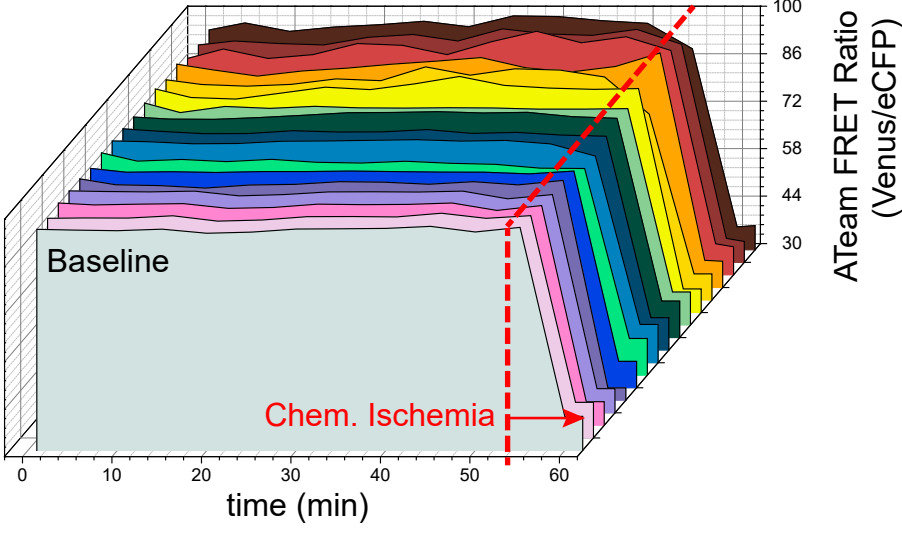 100
86
72
58
44
30
ATeam FRET Ratio
(Venus/eCFP)
Baseline
Chem. Ischemia
0 10 20 30 40 50 60
time (min)